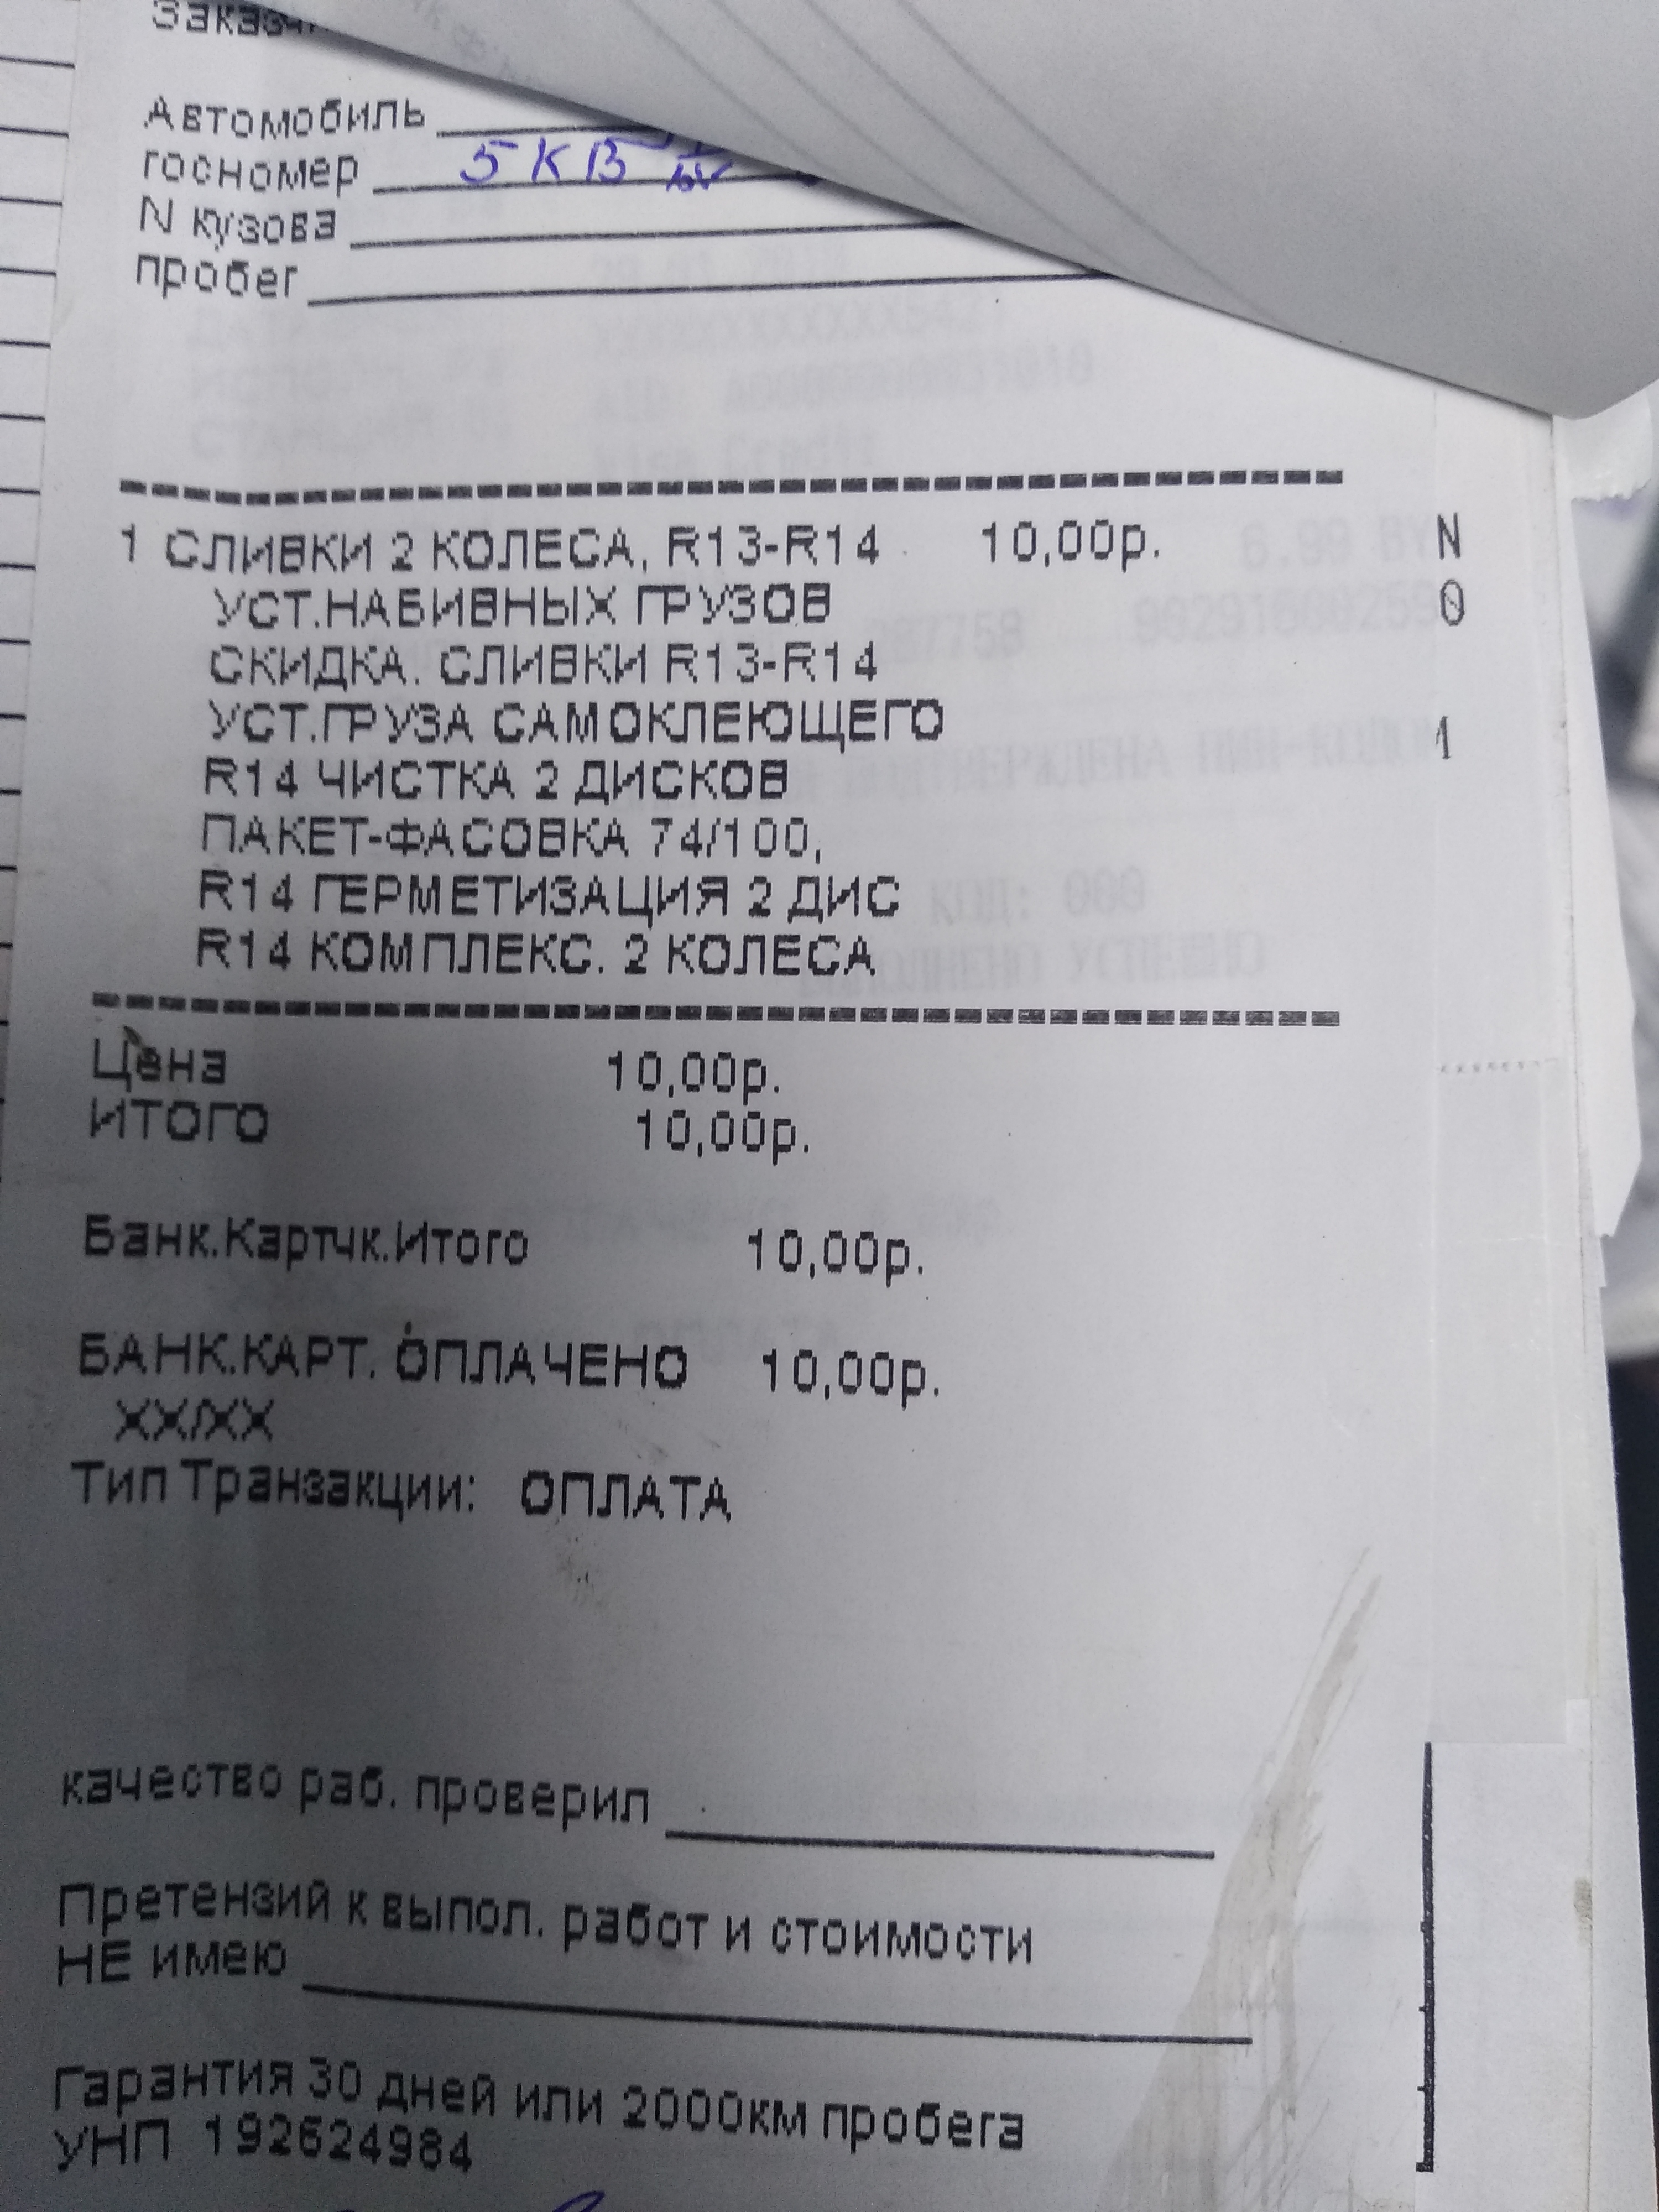 Автомобиль
госномер 5КВ
N кузова
пробег
1 СЛИВКИ 2 КОЛЕСА, R13-R14 10,00р. N
УСТ.НАБИВНЫХ ГРУЗОВ 0
СКИДКА. СЛИВКИ R13-R14
УСТ.ГРУЗА САМОКЛЕЮЩЕГО 1
R14 ЧИСТКА 2 ДИСКОВ
ПАКЕТ-ФАСОВКА 74/100,
R14 ГЕРМЕТИЗАЦИЯ 2 ДИС
R14 КОМПЛЕКС. 2 КОЛЕСА
Цена 10,00р.
ИТОГО 10,00р.
Банк.Картчк.Итого 10,00р.
БАНК.КАРТ. ОПЛАЧЕНО 10,00р.
XX/XX
Тип Транзакции: ОПЛАТА
качество раб. проверил
Претензий к выпол. работ и стоимости
НЕ имею
Гарантия 30 дней или 2000км пробега
УНП 192624984